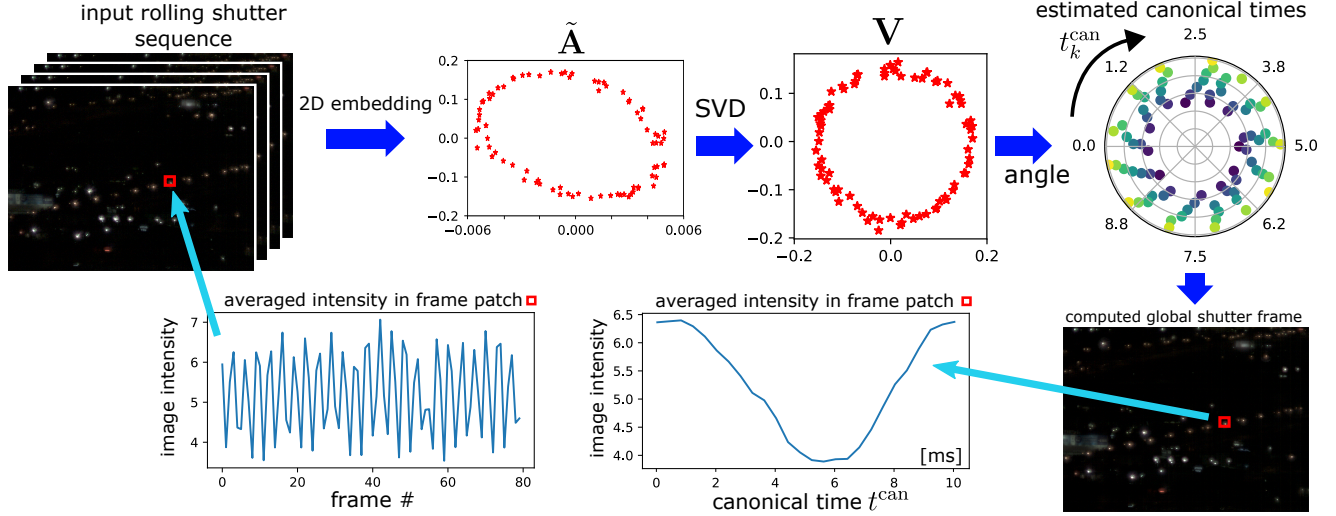 input rolling shutter
sequence
2D embedding
Ã
0.2
0.1
0.0
−0.1
−0.2
−0.006
0.000
0.006
SVD
V
0.1
0.0
−0.1
−0.2
−0.2
0.0
0.2
angle
estimated canonical times
t_k^can
2.5
1.2
3.8
0.0
5.0
8.8
6.2
7.5
averaged intensity in frame patch
image intensity
7
6
5
4
0
20
40
60
80
frame #
averaged intensity in frame patch
image intensity
6.5
6.0
5.5
5.0
4.5
4.0
[ms]
0
2
4
6
8
10
canonical time t^can
computed global shutter frame